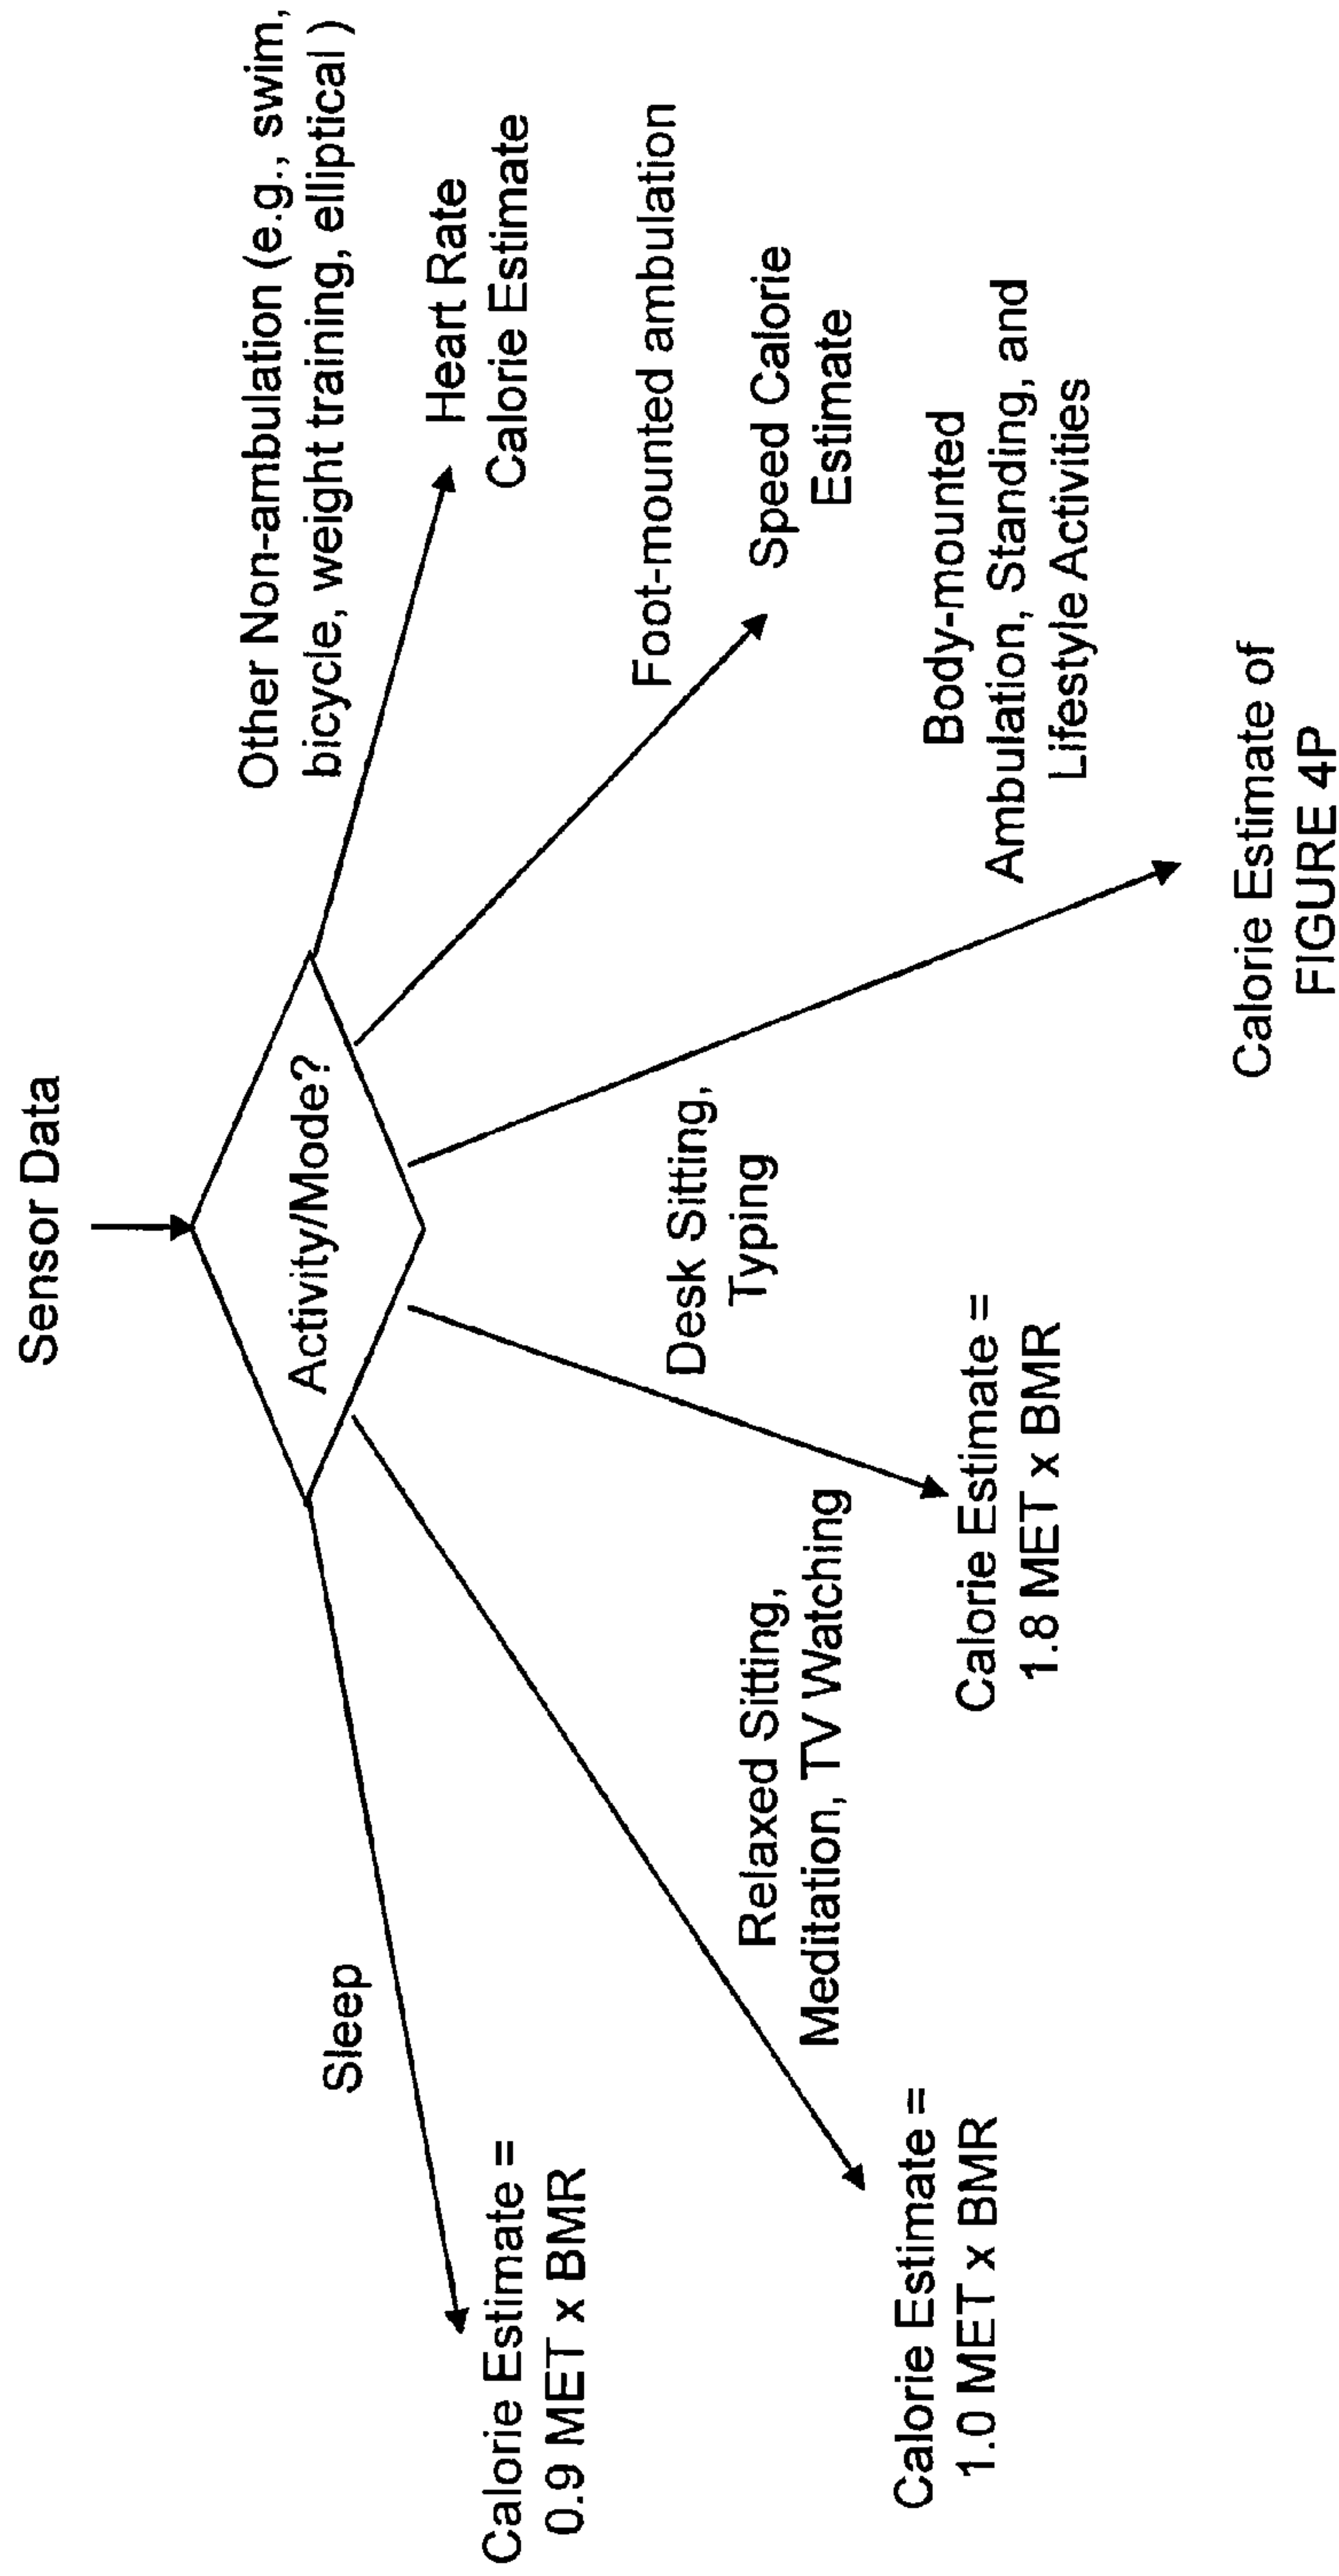 Sensor Data
Activity/Mode?
Sleep
Calorie Estimate =
0.9 MET x BMR
Relaxed Sitting,
Meditation, TV Watching
Calorie Estimate =
1.0 MET x BMR
Desk Sitting,
Typing
Calorie Estimate =
1.8 MET x BMR
Body-mounted
Ambulation, Standing, and
Lifestyle Activities
Calorie Estimate of
FIGURE 4P
Foot-mounted ambulation
Speed Calorie
Estimate
Other Non-ambulation (e.g., swim,
bicycle, weight training, elliptical )
Heart Rate
Calorie Estimate